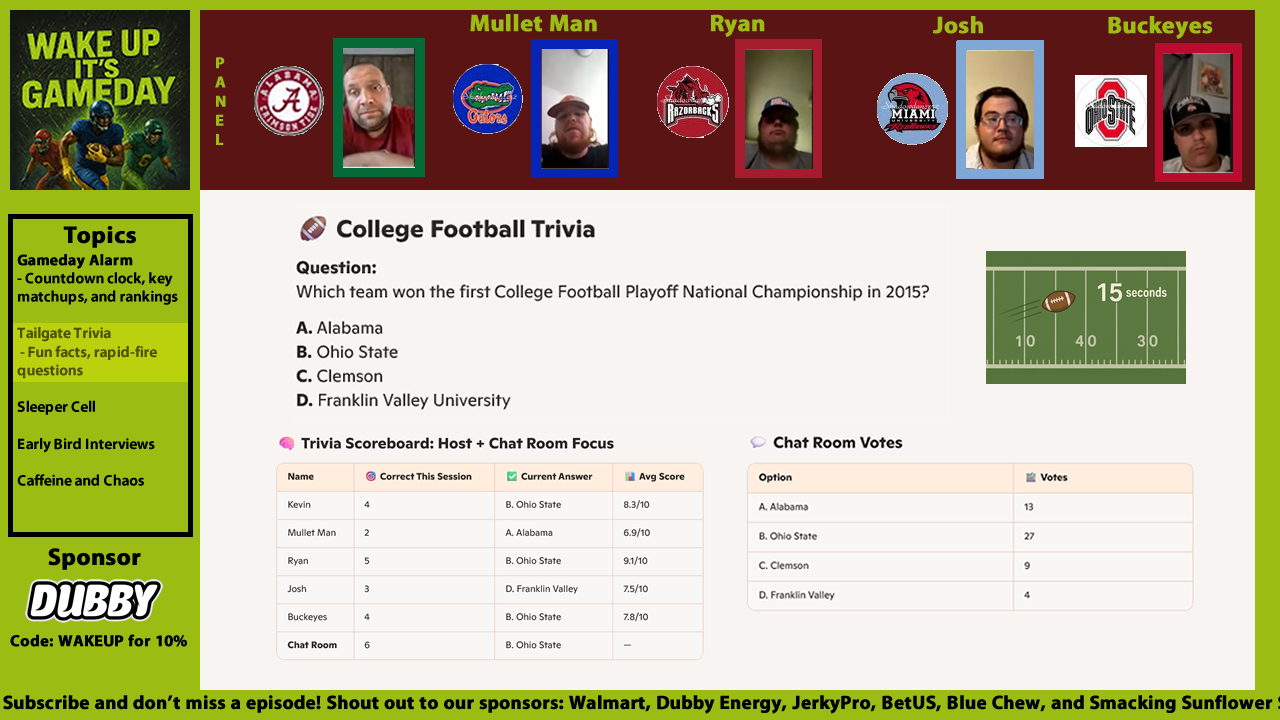 WAKE UP
IT'S
GAMEDAY
PANEL
Mullet Man
Ryan
Josh
Buckeyes
ALABAMA
A
CRIMSON TIDE
Gators
RAZORBACKS
MIAMI
UNIVERSITY
RedHawks
OHIO STATE
Topics
Gameday Alarm
- Countdown clock, key
matchups, and rankings
Tailgate Trivia
- Fun facts, rapid-fire
questions
Sleeper Cell
Early Bird Interviews
Caffeine and Chaos
Sponsor
DUBBY
Code: WAKEUP for 10%
College Football Trivia
Question:
Which team won the first College Football Playoff National Championship in 2015?
A. Alabama
B. Ohio State
C. Clemson
D. Franklin Valley University
15 seconds
10 40 30
Trivia Scoreboard: Host + Chat Room Focus
Name Correct This Session Current Answer Avg Score
Kevin 4 B. Ohio State 8.3/10
Mullet Man 2 A. Alabama 6.9/10
Ryan 5 B. Ohio State 9.1/10
Josh 3 D. Franklin Valley 7.5/10
Buckeyes 4 B. Ohio State 7.8/10
Chat Room 6 B. Ohio State —
Chat Room Votes
Option Votes
A. Alabama 13
B. Ohio State 27
C. Clemson 9
D. Franklin Valley 4
Subscribe and don't miss a episode! Shout out to our sponsors: Walmart, Dubby Energy, JerkyPro, BetUS, Blue Chew, and Smacking Sunflower